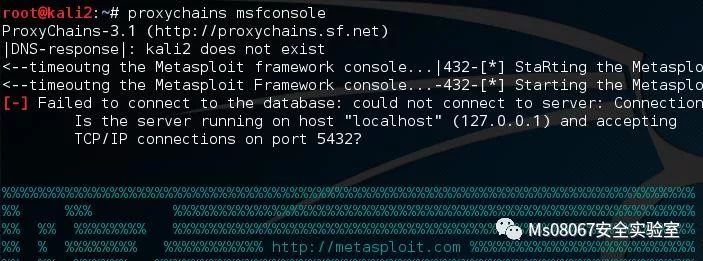 root@kali2:~# proxychains msfconsole
ProxyChains-3.1 (http://proxychains.sf.net)
|DNS-response|: kali2 does not exist
<--timeoutng the Metasploit framework console...|432-[*] StaRting the Metasplo
<--timeoutng the Metasploit Framework console...-432-[*] Starting the Metasplo
[-] Failed to connect to the database: could not connect to server: Connection
Is the server running on host "localhost" (127.0.0.1) and accepting
TCP/IP connections on port 5432?
%%%%%%%%%%%%%%%%%%%%%%%%%%%%%%%%%%%%%%%%%%%%%%%%%%%%%%%%%%%%%%%%%%%%%%%%%%%%%
%% %%% %%%%%%%%%%%%%%%%%%%%%%%%%%%%%%%%%%%%%%%%%%%%%%%%%%%%%%%
%% %% %%%%%%%% %%%%%%%%%%%%%%%%%%%%%%%%%%%%%%%%
%% % %%%%%%%% %%%%%%%%%%% http://metasploit.com %%%%%%%%%%%%%%%%%%%%%%%%%
Ms08067安全实验室